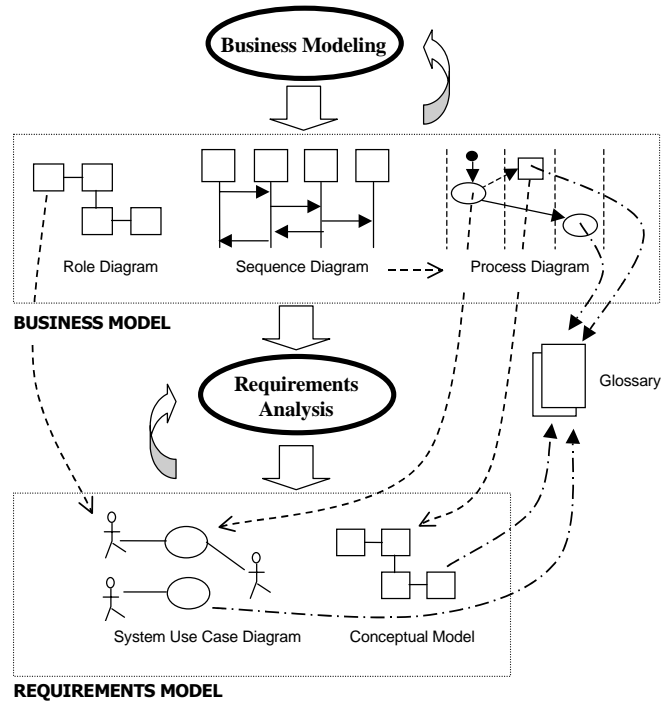 Business Modeling
Role Diagram
Sequence Diagram
Process Diagram
BUSINESS MODEL
Requirements
Analysis
Glossary
System Use Case Diagram
Conceptual Model
REQUIREMENTS MODEL